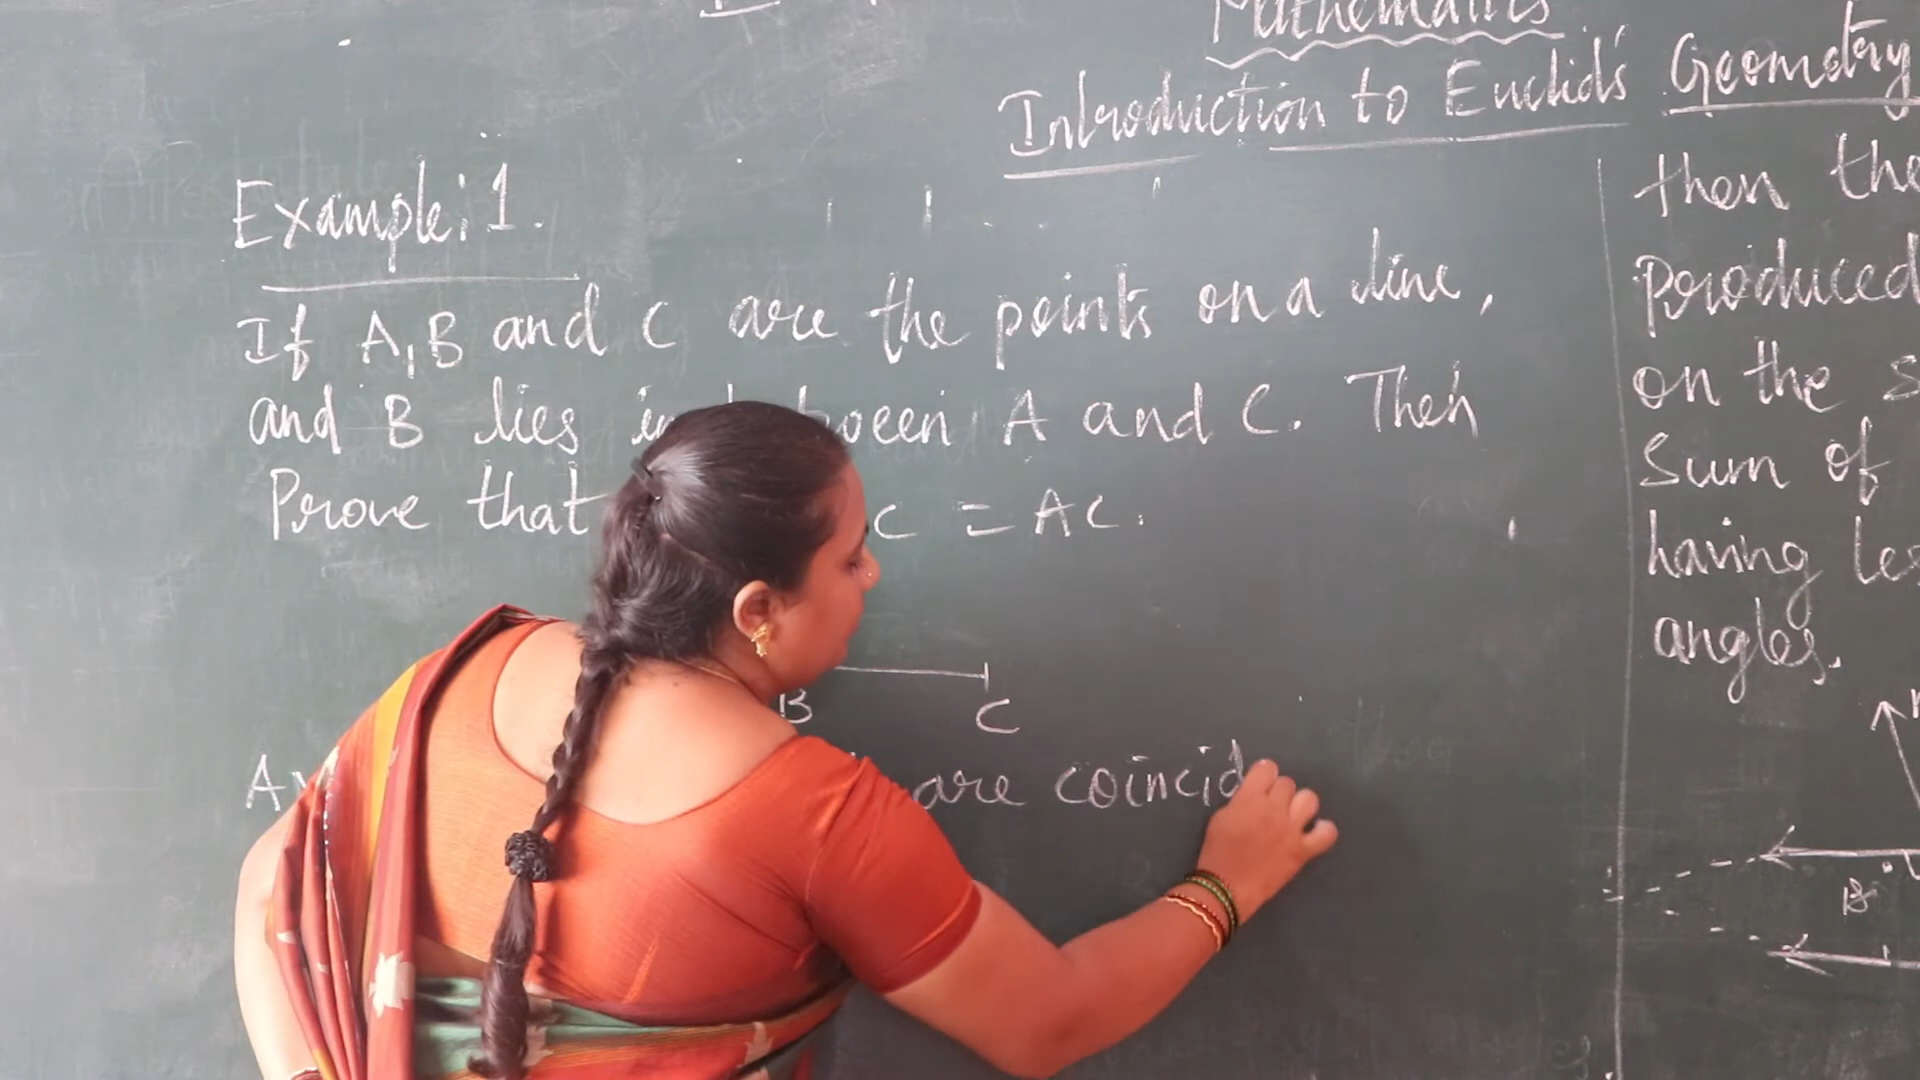 Mathematics
Introduction to Euclid's Geometry
Example: 1.
If A, B and C are the points on a line,
and B lies in between A and C. Then
Prove that C = AC.
B C
are coincid
then the
Produced
on the s
Sum of
having les
angles.
B